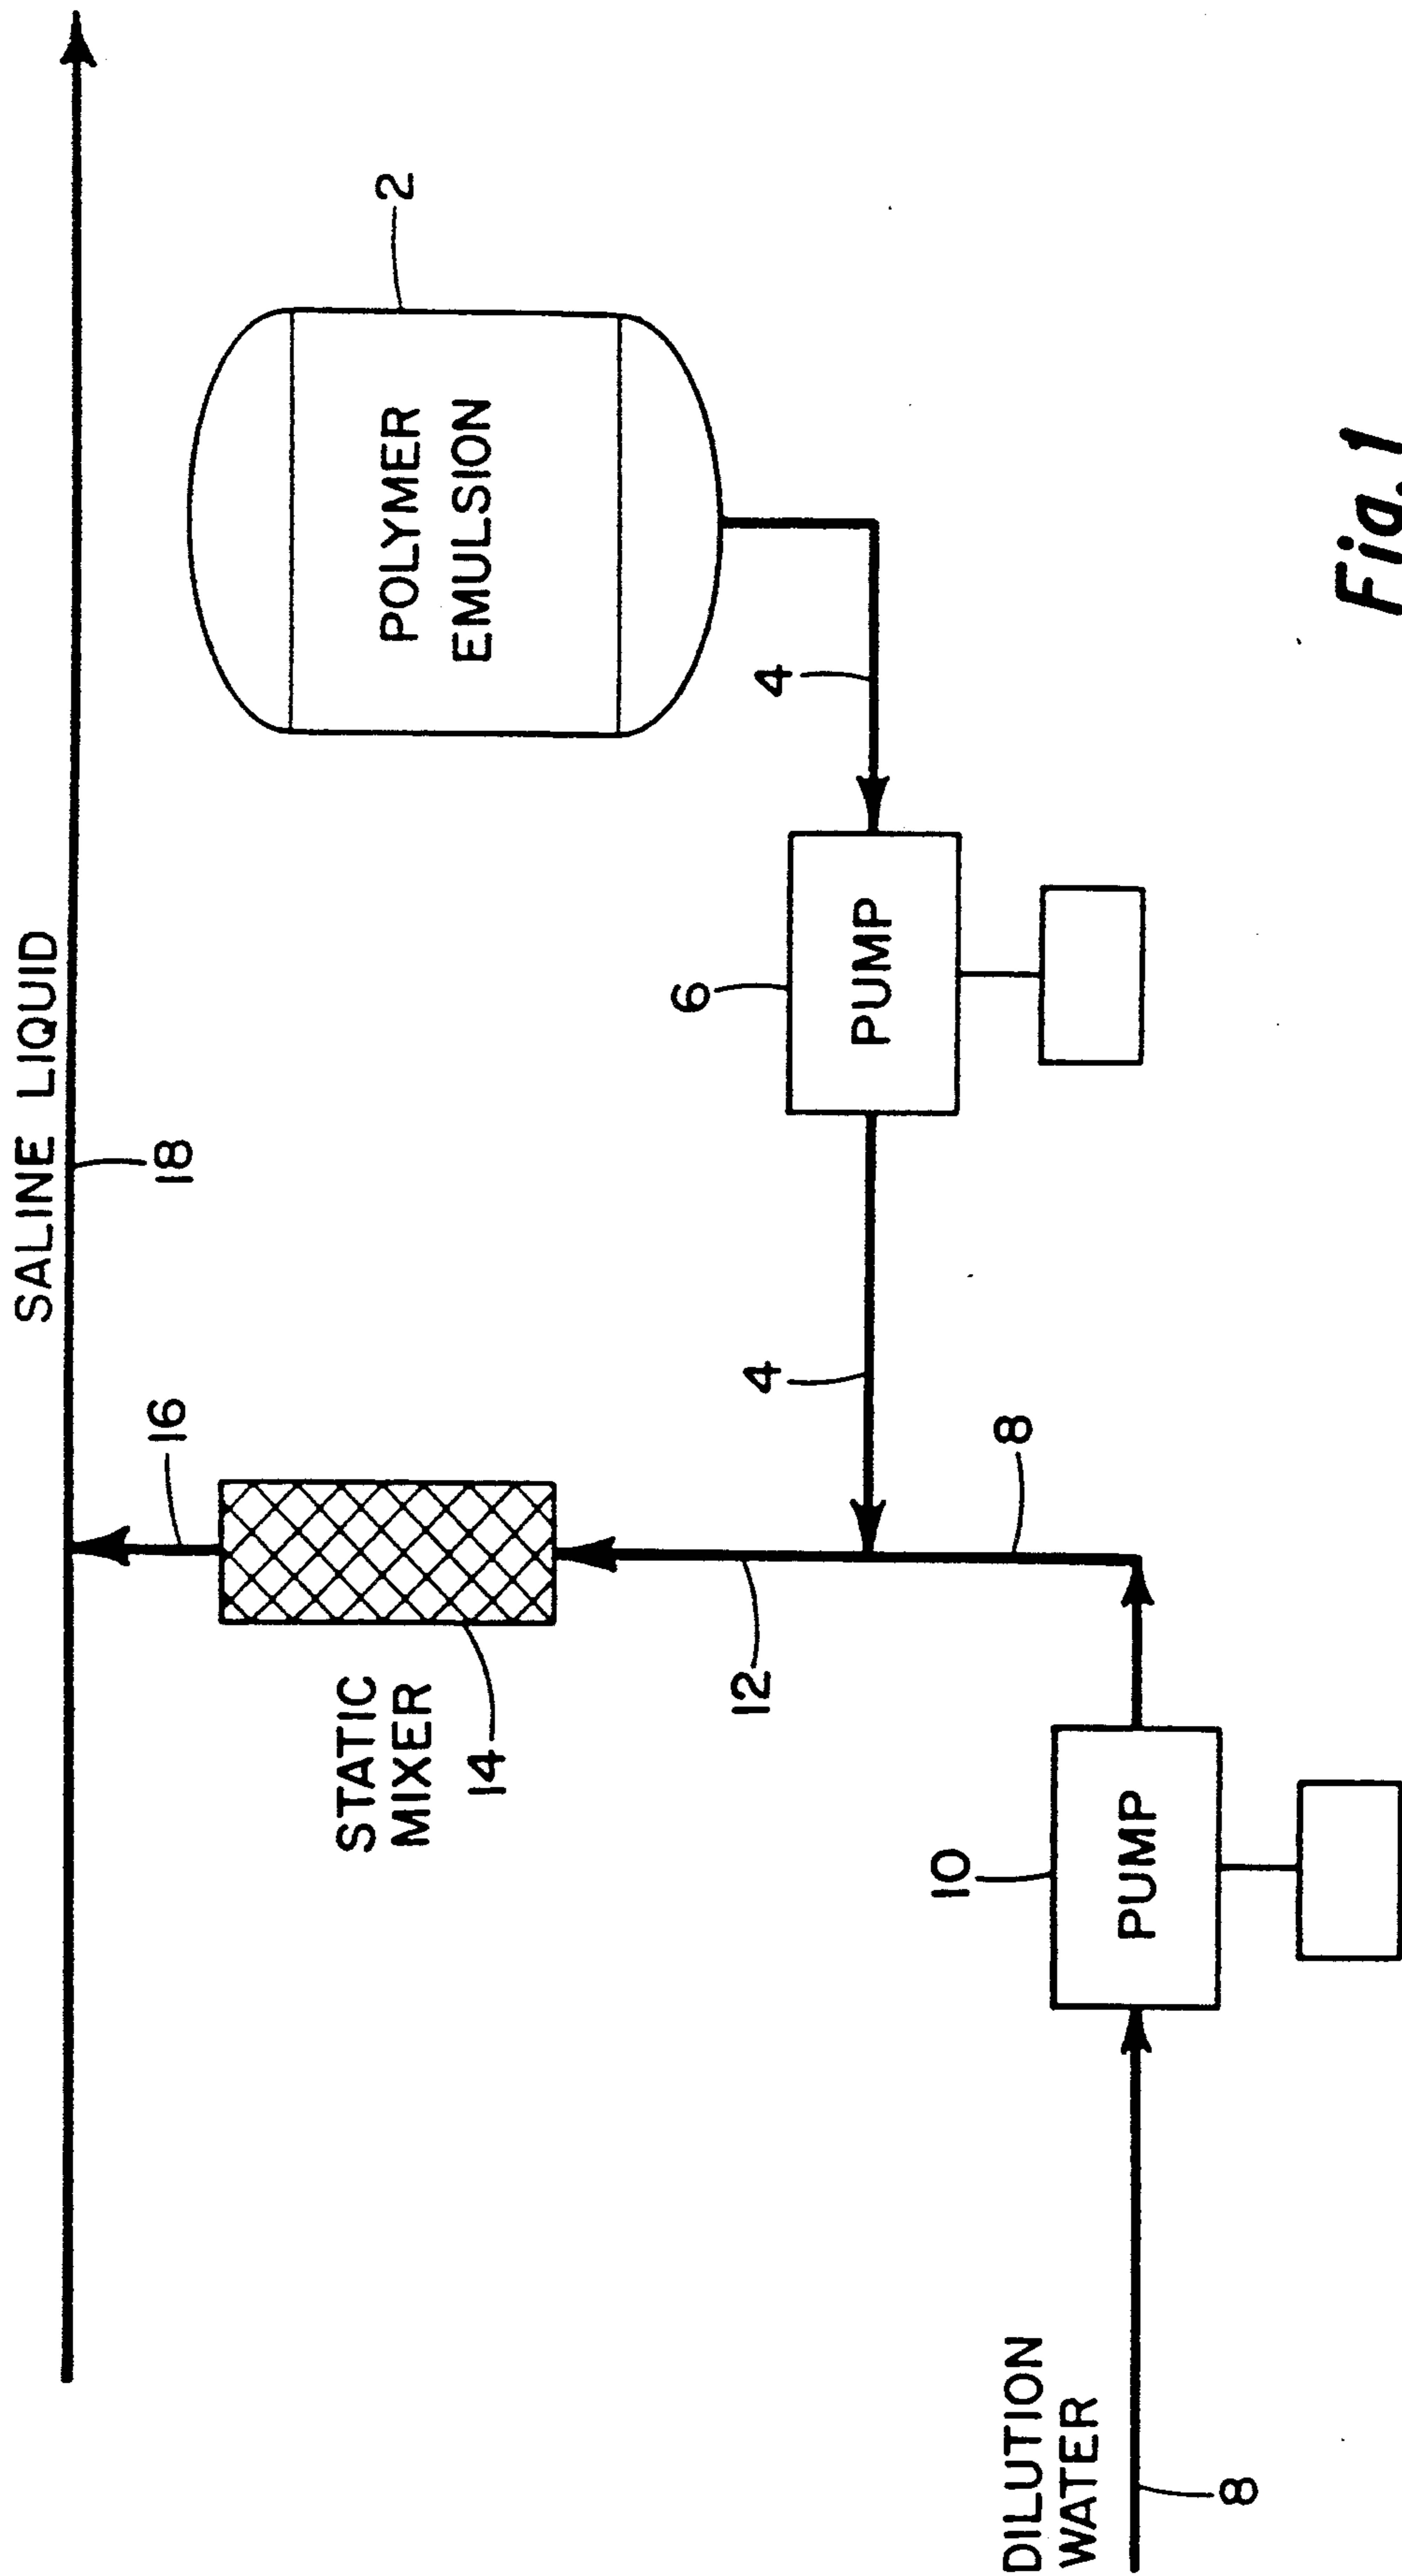 SALINE LIQUID
18
16
2
POLYMER
EMULSION
STATIC
MIXER
14
12
4
6
PUMP
4
8
10
PUMP
DILUTION
WATER
8
Fig. 1